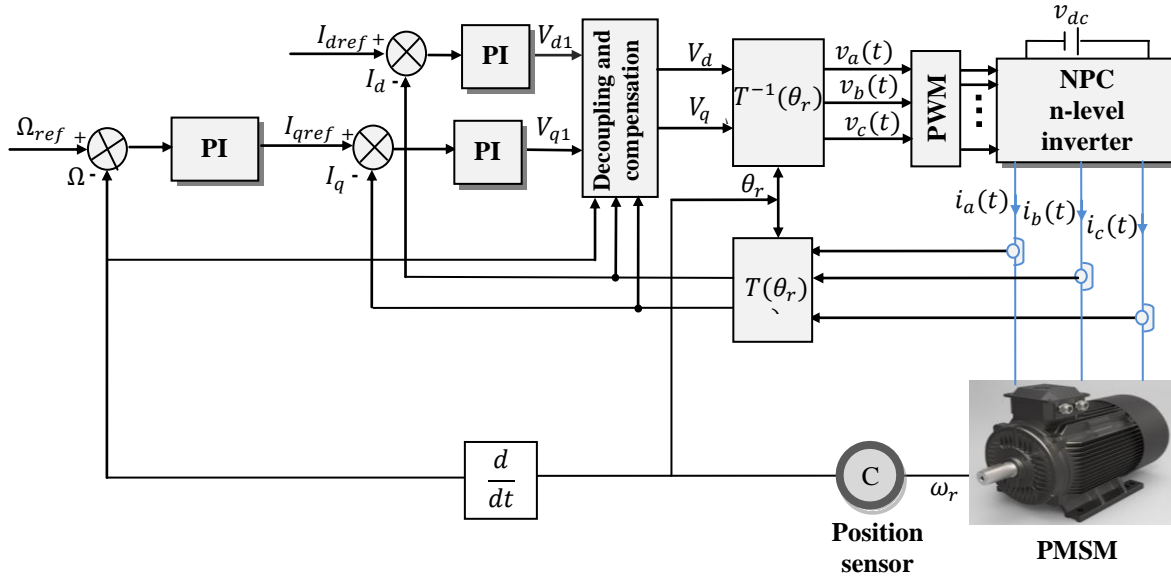 v_dc
I_dref +
I_d -
PI
V_d1
Decoupling and
compensation
V_d
V_q
T^{-1}(θ_r)
v_a(t)
v_b(t)
v_c(t)
PWM
NPC
n-level
inverter
Ω_ref +
Ω -
PI
I_qref +
I_q -
PI
V_q1
θ_r
T(θ_r)
i_a(t)
i_b(t)
i_c(t)
d
dt
C
ω_r
Position
sensor
PMSM